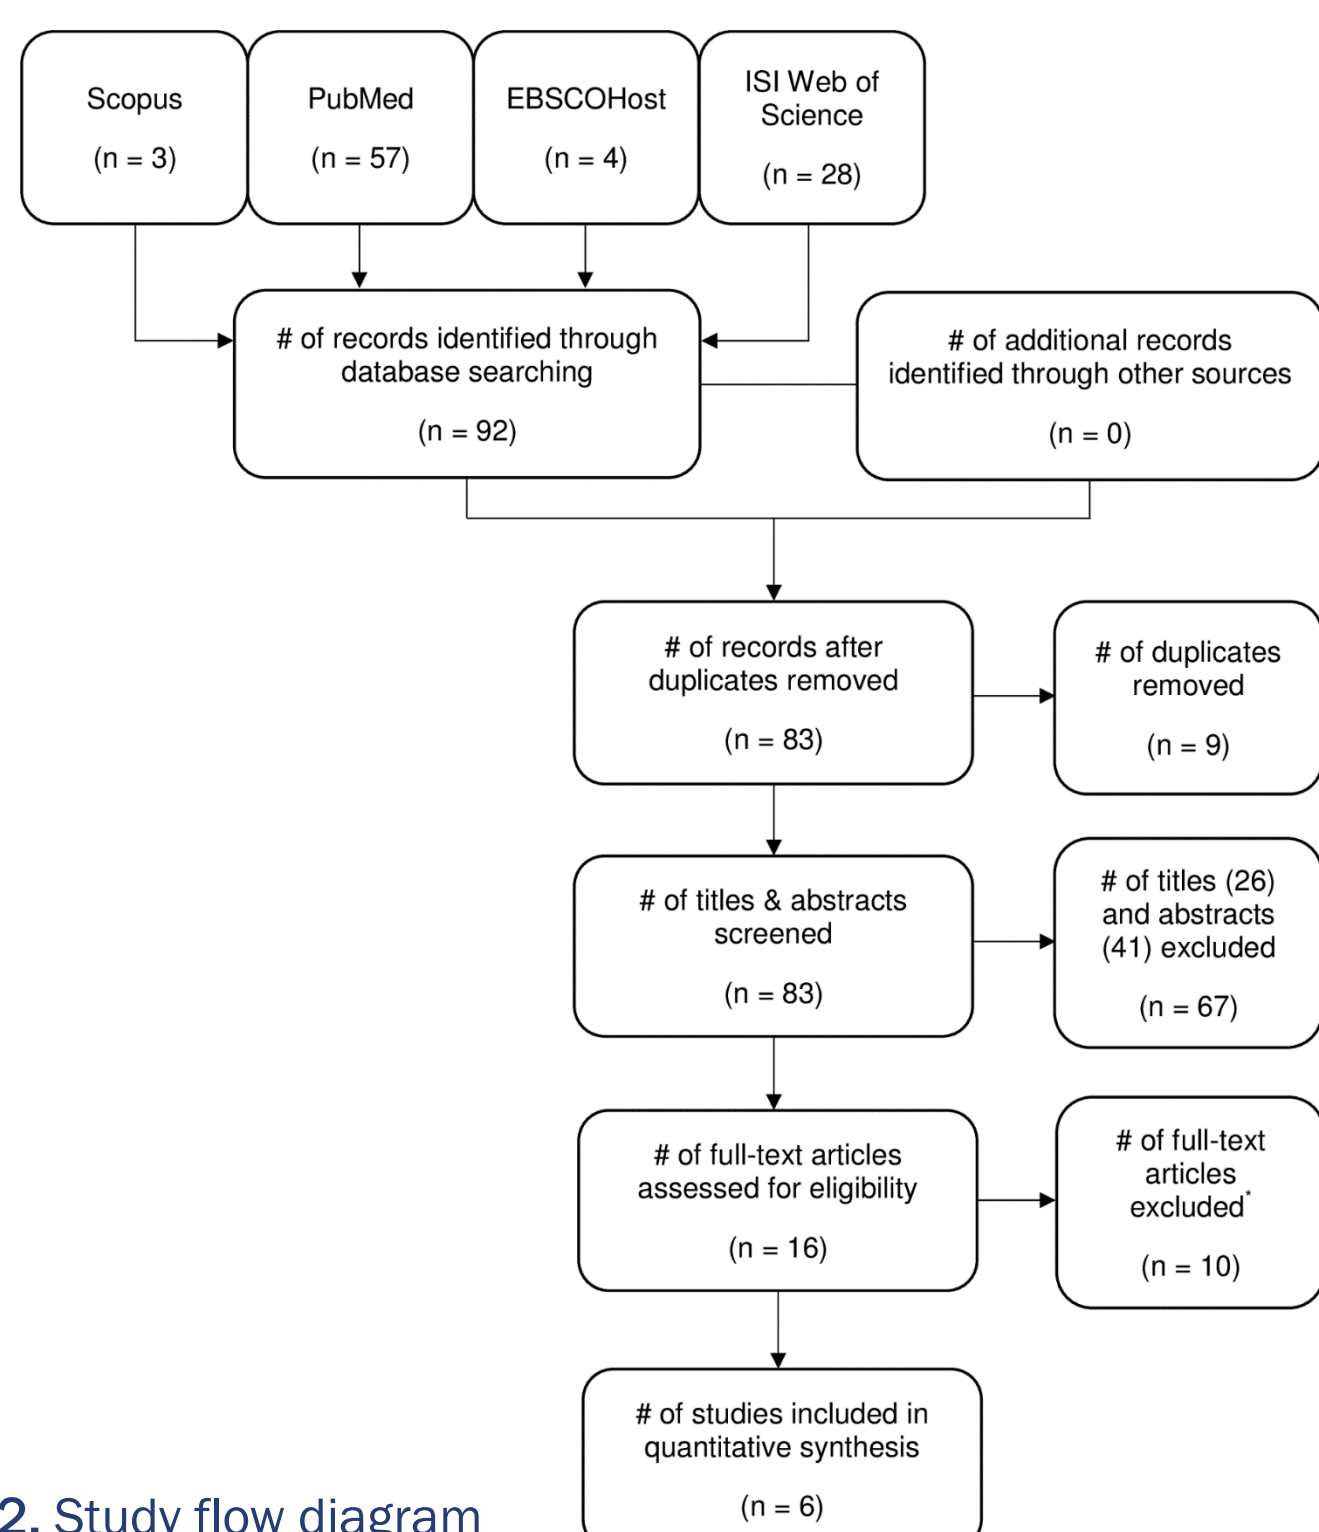 Scopus
(n = 3)
PubMed
(n = 57)
EBSCOHost
(n = 4)
ISI Web of
Science
(n = 28)
# of records identified through
database searching
(n = 92)
# of additional records
identified through other sources
(n = 0)
# of records after
duplicates removed
(n = 83)
# of duplicates
removed
(n = 9)
# of titles & abstracts
screened
(n = 83)
# of titles (26)
and abstracts
(41) excluded
(n = 67)
# of full-text articles
assessed for eligibility
(n = 16)
# of full-text
articles
excluded*
(n = 10)
# of studies included in
quantitative synthesis
(n = 6)
2. Study flow diagram